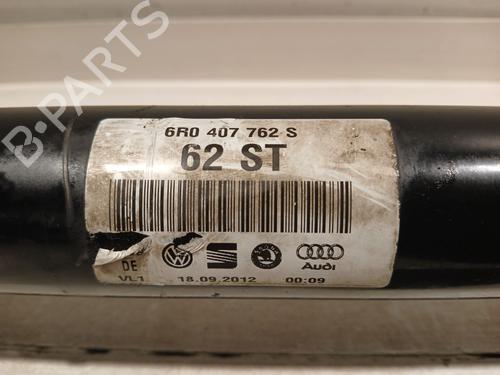 B-PARTS
6R0 407 762 S
62 ST
DE
VL1 18.09.2012 00:09
Audi